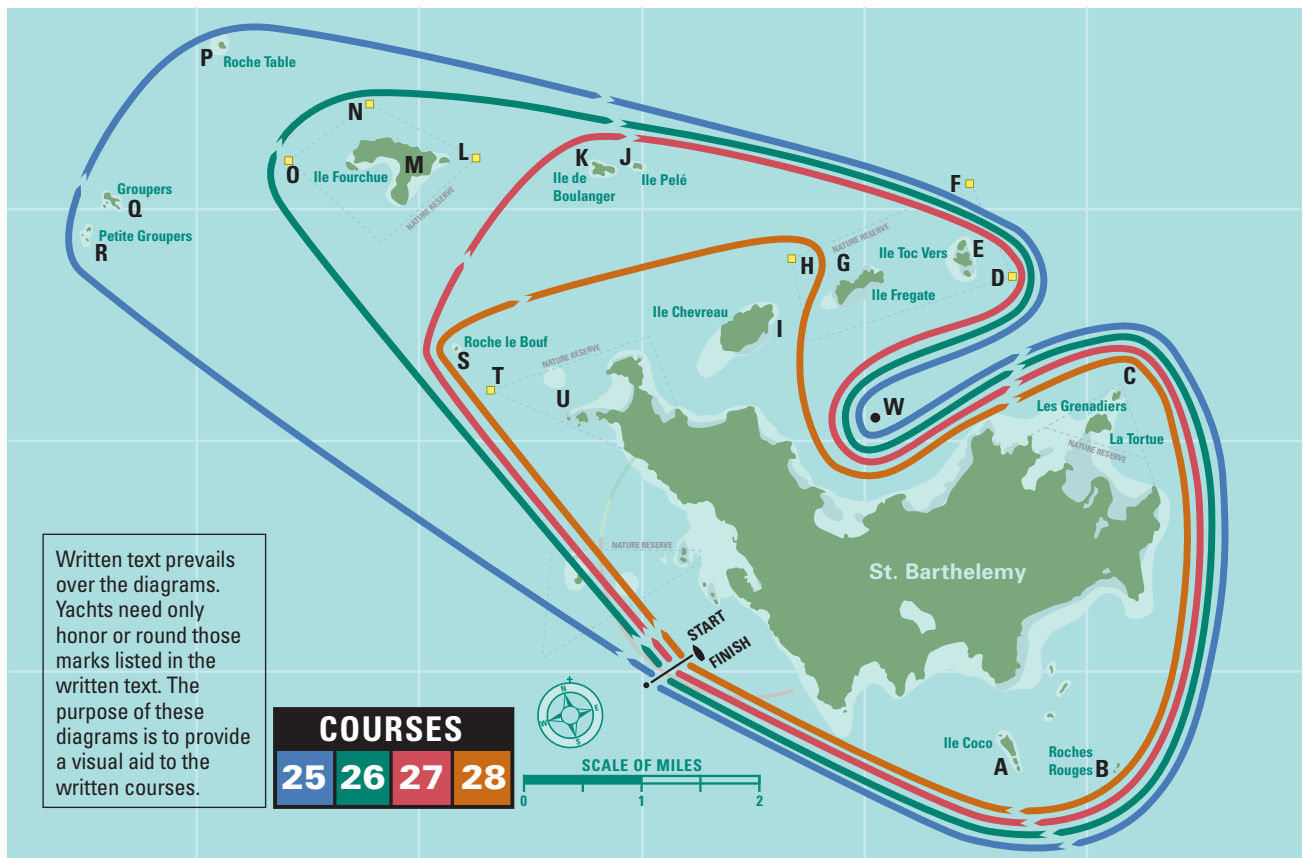 P
Roche Table
N
O
Ile Fourchue
M
L
NATURE RESERVE
K
J
Ile de
Boulanger
Ile Pelé
F
Groupers
Q
Petite Groupers
R
NATURE RESERVE
H
G
Ile Toc Vers
E
D
Ile Fregate
Ile Chevreau
I
Roche le Bouf
S
NATURE RESERVE
T
U
W
C
Les Grenadiers
La Tortue
NATURE RESERVE
NATURE RESERVE
St. Barthelemy
START
FINISH
Written text prevails
over the diagrams.
Yachts need only
honor or round those
marks listed in the
written text. The
purpose of these
diagrams is to provide
a visual aid to the
written courses.
COURSES
25 26 27 28
N
W
E
S
SCALE OF MILES
0 1 2
Ile Coco
A
Roches
Rouges
B